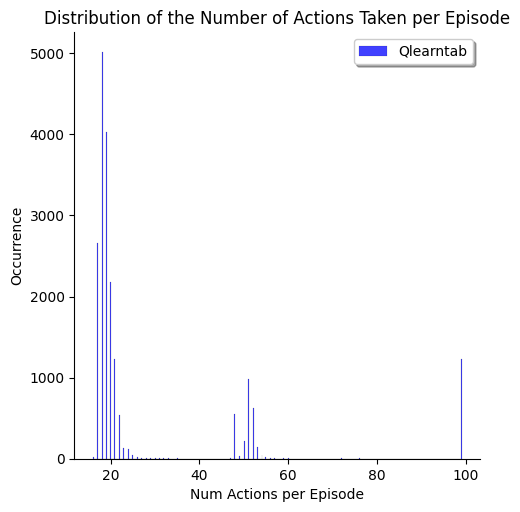 Distribution of the Number of Actions Taken per Episode
Qlearntab
5000
4000
3000
2000
1000
0
Occurrence
20 40 60 80 100
Num Actions per Episode